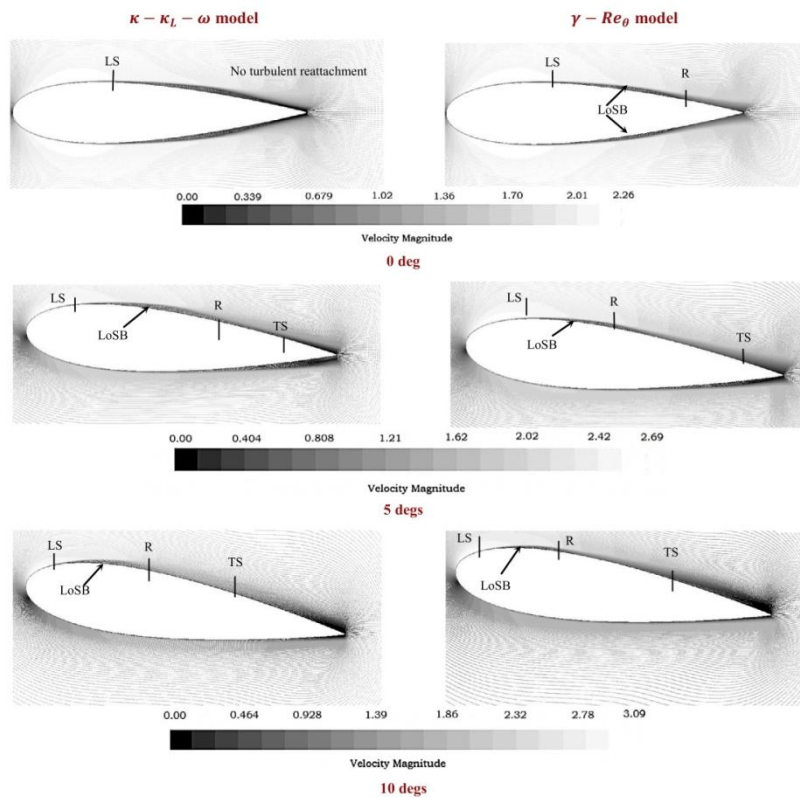 κ − κ_L − ω model
γ − Re_θ model
LS
No turbulent reattachment
LS
R
LoSB
0.00 0.339 0.679 1.02 1.36 1.70 2.01 2.26
Velocity Magnitude
0 deg
LS
R
LoSB
TS
LS
R
LoSB
TS
0.00 0.404 0.808 1.21 1.62 2.02 2.42 2.69
Velocity Magnitude
5 degs
LS
R
TS
LoSB
LS
R
TS
LoSB
0.00 0.464 0.928 1.39 1.86 2.32 2.78 3.09
Velocity Magnitude
10 degs